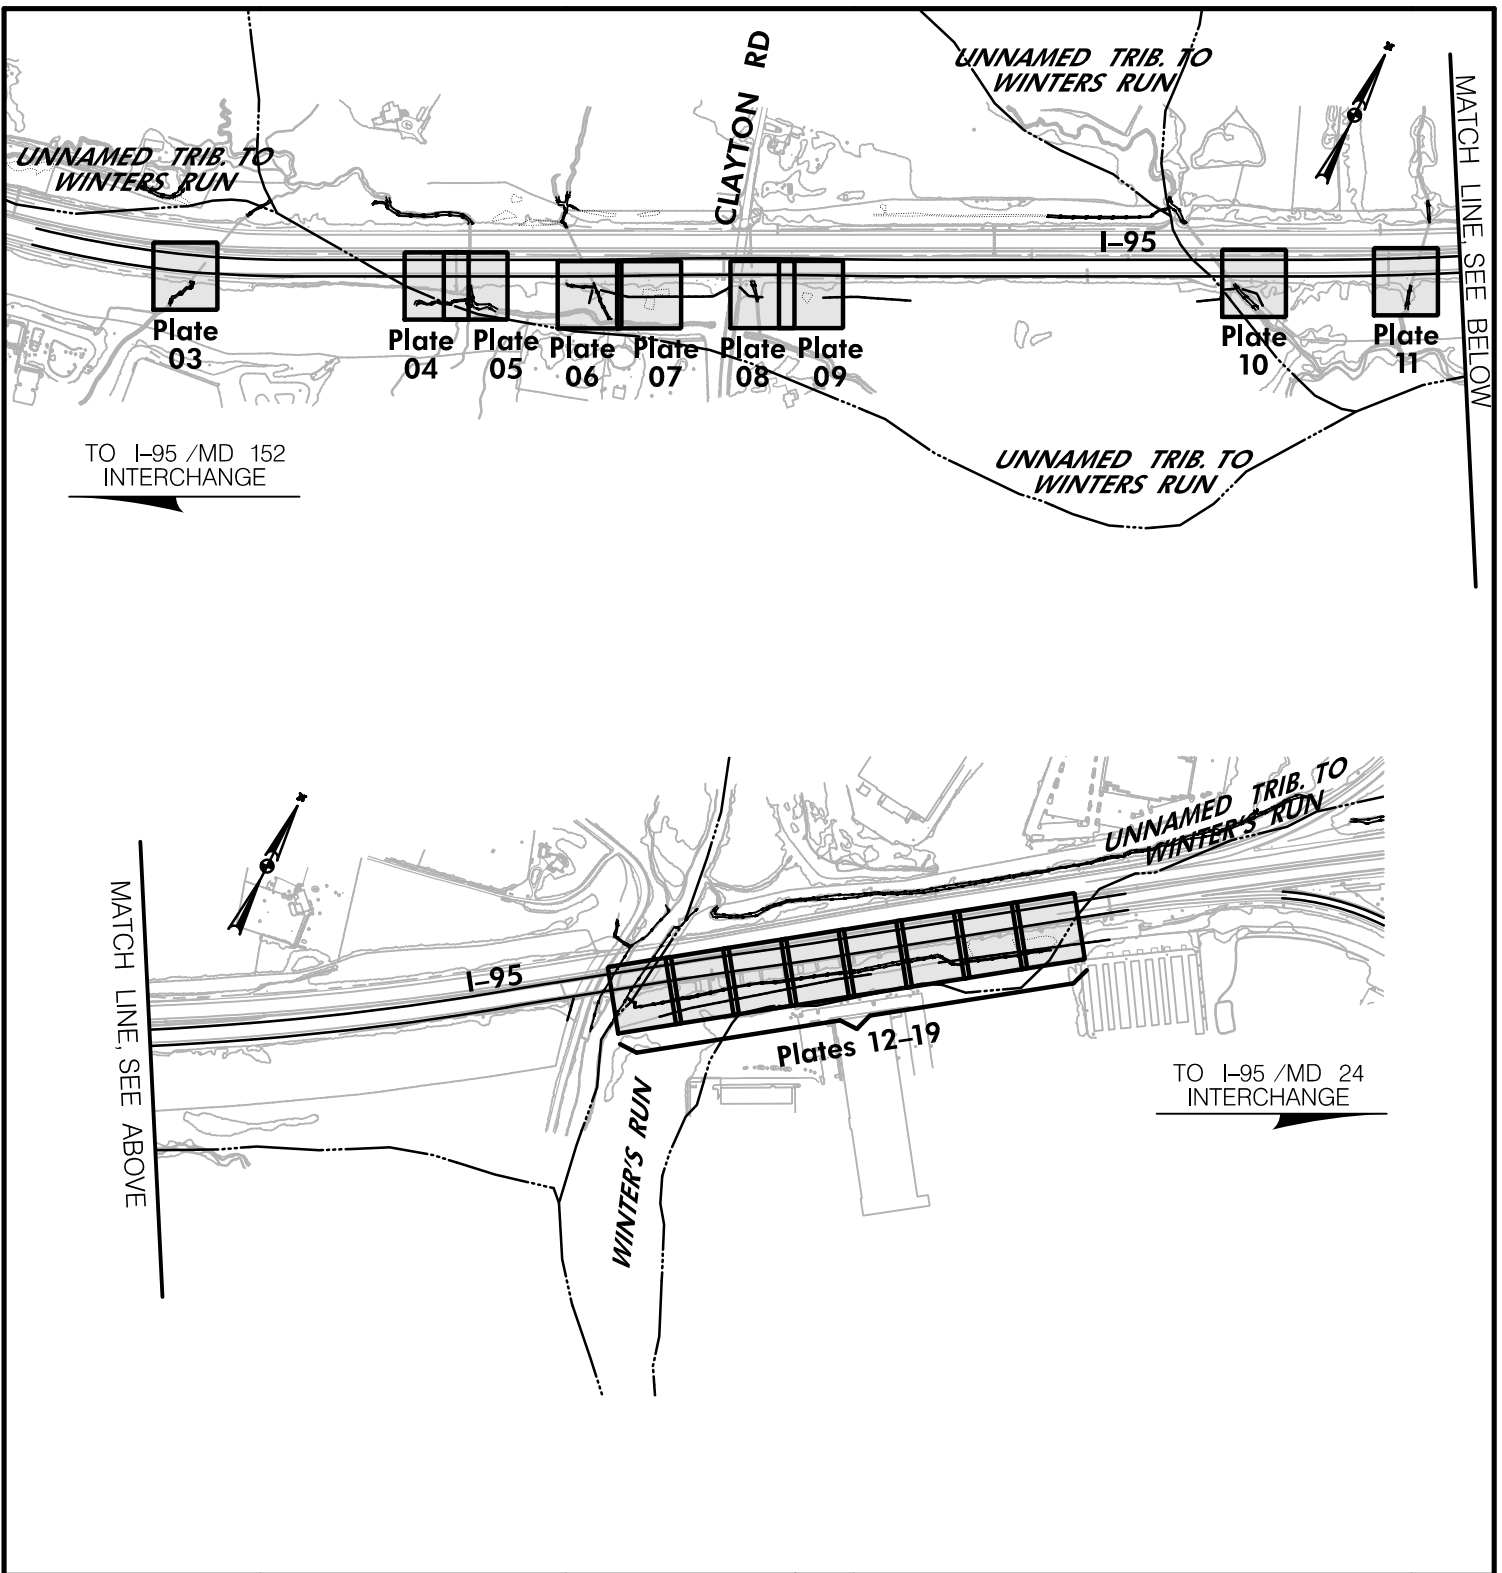 CLAYTON RD
UNNAMED TRIB. TO
WINTERS RUN
UNNAMED TRIB. TO
WINTERS RUN
MATCH LINE, SEE BELOW
I-95
Plate
03
Plate
04
Plate
05
Plate
06
Plate
07
Plate
08
Plate
09
Plate
10
Plate
11
TO I-95 /MD 152
INTERCHANGE
UNNAMED TRIB. TO
WINTERS RUN
UNNAMED TRIB. TO
WINTER'S RUN
MATCH LINE, SEE ABOVE
I-95
Plates 12-19
WINTER'S RUN
TO I-95 /MD 24
INTERCHANGE